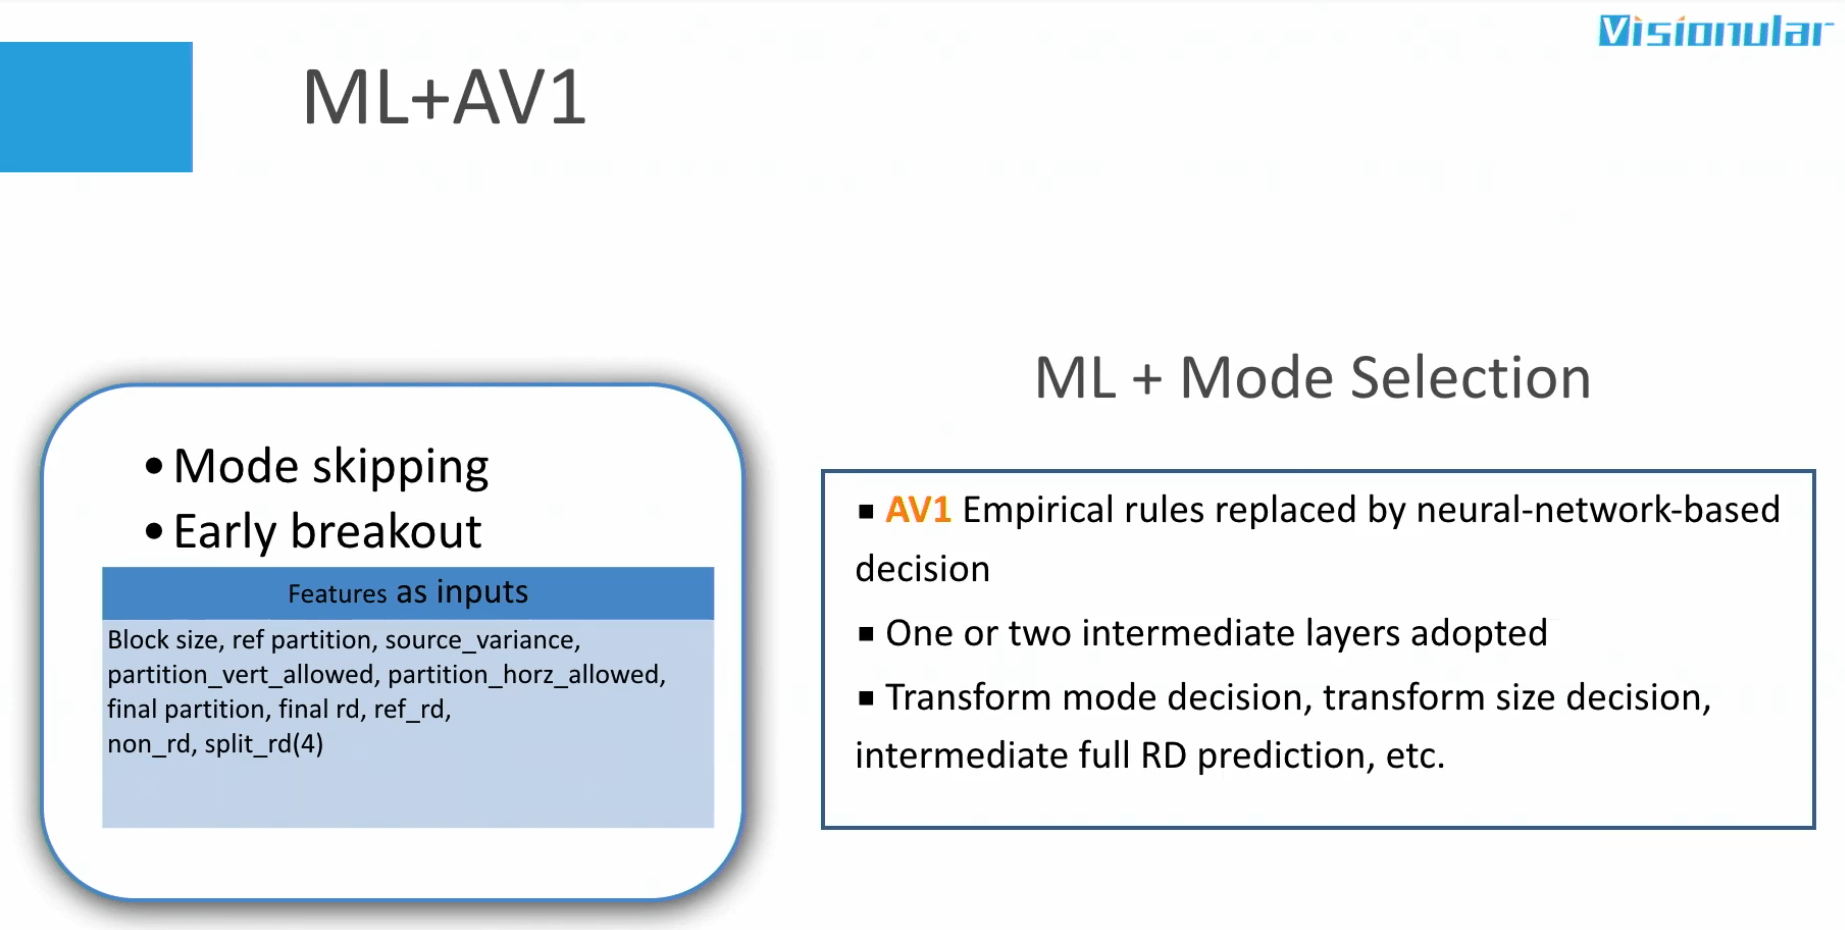 Visionular
ML+AV1
• Mode skipping
• Early breakout
Features as inputs
Block size, ref partition, source_variance,
partition_vert_allowed, partition_horz_allowed,
final partition, final rd, ref_rd,
non_rd, split_rd(4)
ML + Mode Selection
▪ AV1 Empirical rules replaced by neural-network-based
decision
▪ One or two intermediate layers adopted
▪ Transform mode decision, transform size decision,
intermediate full RD prediction, etc.